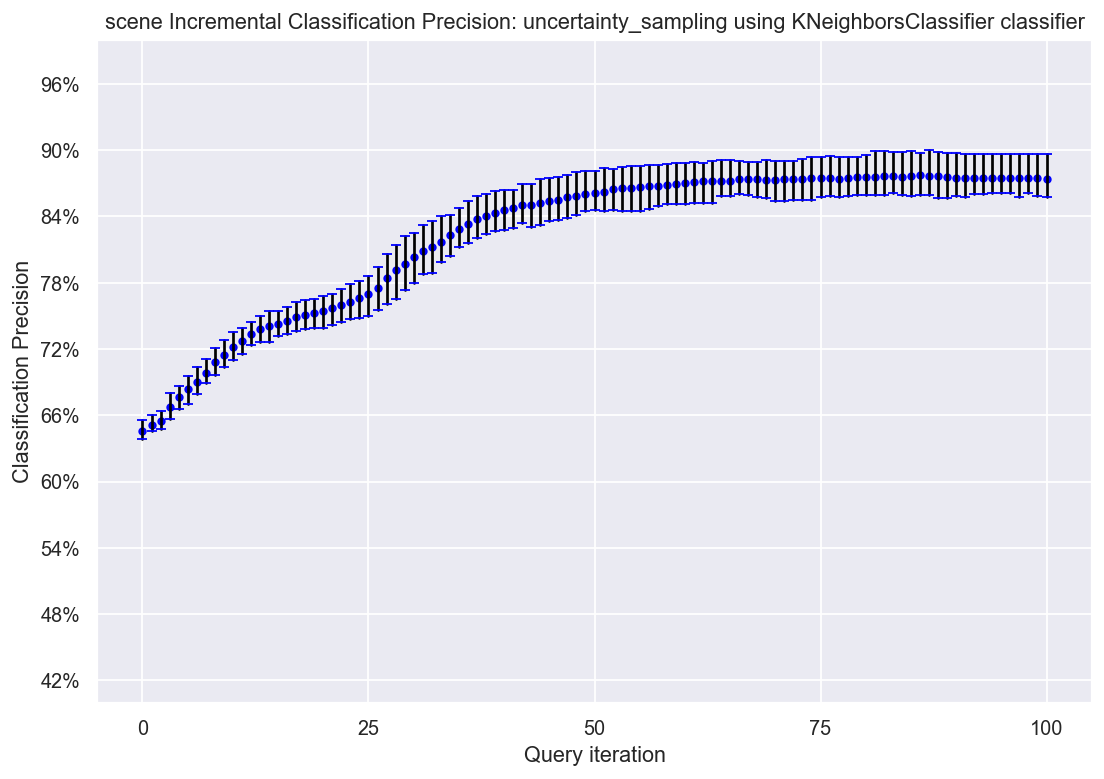 scene Incremental Classification Precision: uncertainty_sampling using KNeighborsClassifier classifier
96%
90%
84%
78%
72%
66%
60%
54%
48%
42%
Classification Precision
0 25 50 75 100
Query iteration